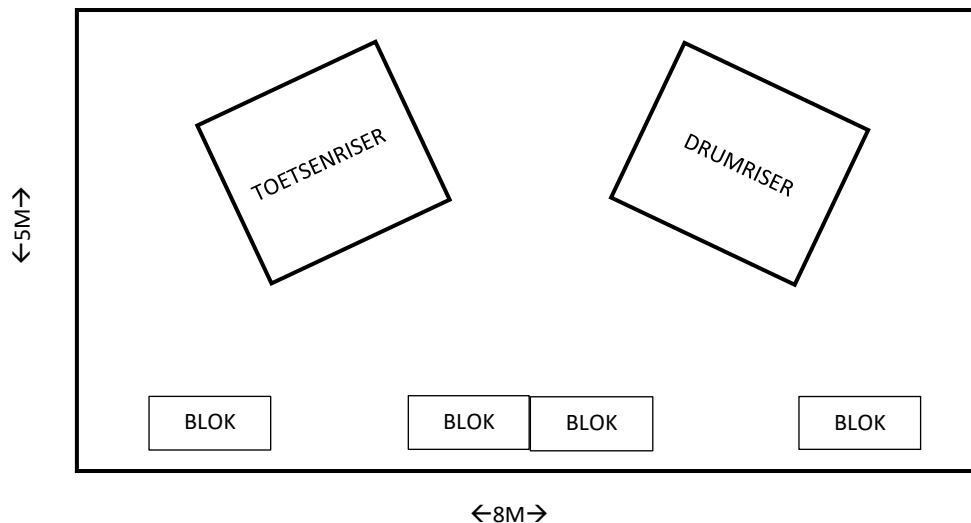 TOETSENRISER
DRUMRISER
←5M→
BLOK
BLOK
BLOK
BLOK
←8M→